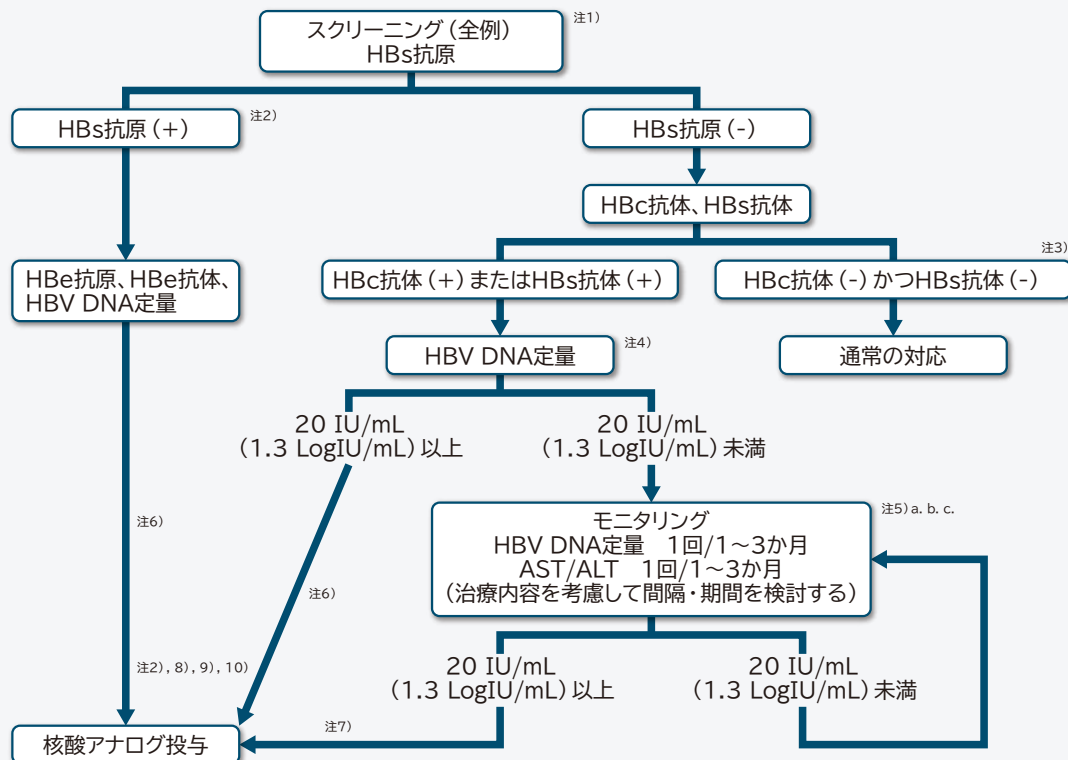 スクリーニング(全例)
HBs抗原
注1)
HBs抗原(+)
注2)
HBs抗原(-)
HBc抗体、HBs抗体
注3)
HBe抗原、HBe抗体、
HBV DNA定量
HBc抗体(+)またはHBs抗体(+)
HBc抗体(-)かつHBs抗体(-)
HBV DNA定量
注4)
通常の対応
20 IU/mL
(1.3 LogIU/mL)以上
20 IU/mL
(1.3 LogIU/mL)未満
注5)a. b. c.
モニタリング
HBV DNA定量 1回/1〜3か月
AST/ALT 1回/1〜3か月
(治療内容を考慮して間隔・期間を検討する)
注6)
注6)
20 IU/mL
(1.3 LogIU/mL)以上
20 IU/mL
(1.3 LogIU/mL)未満
注2), 8), 9), 10)
注7)
核酸アナログ投与